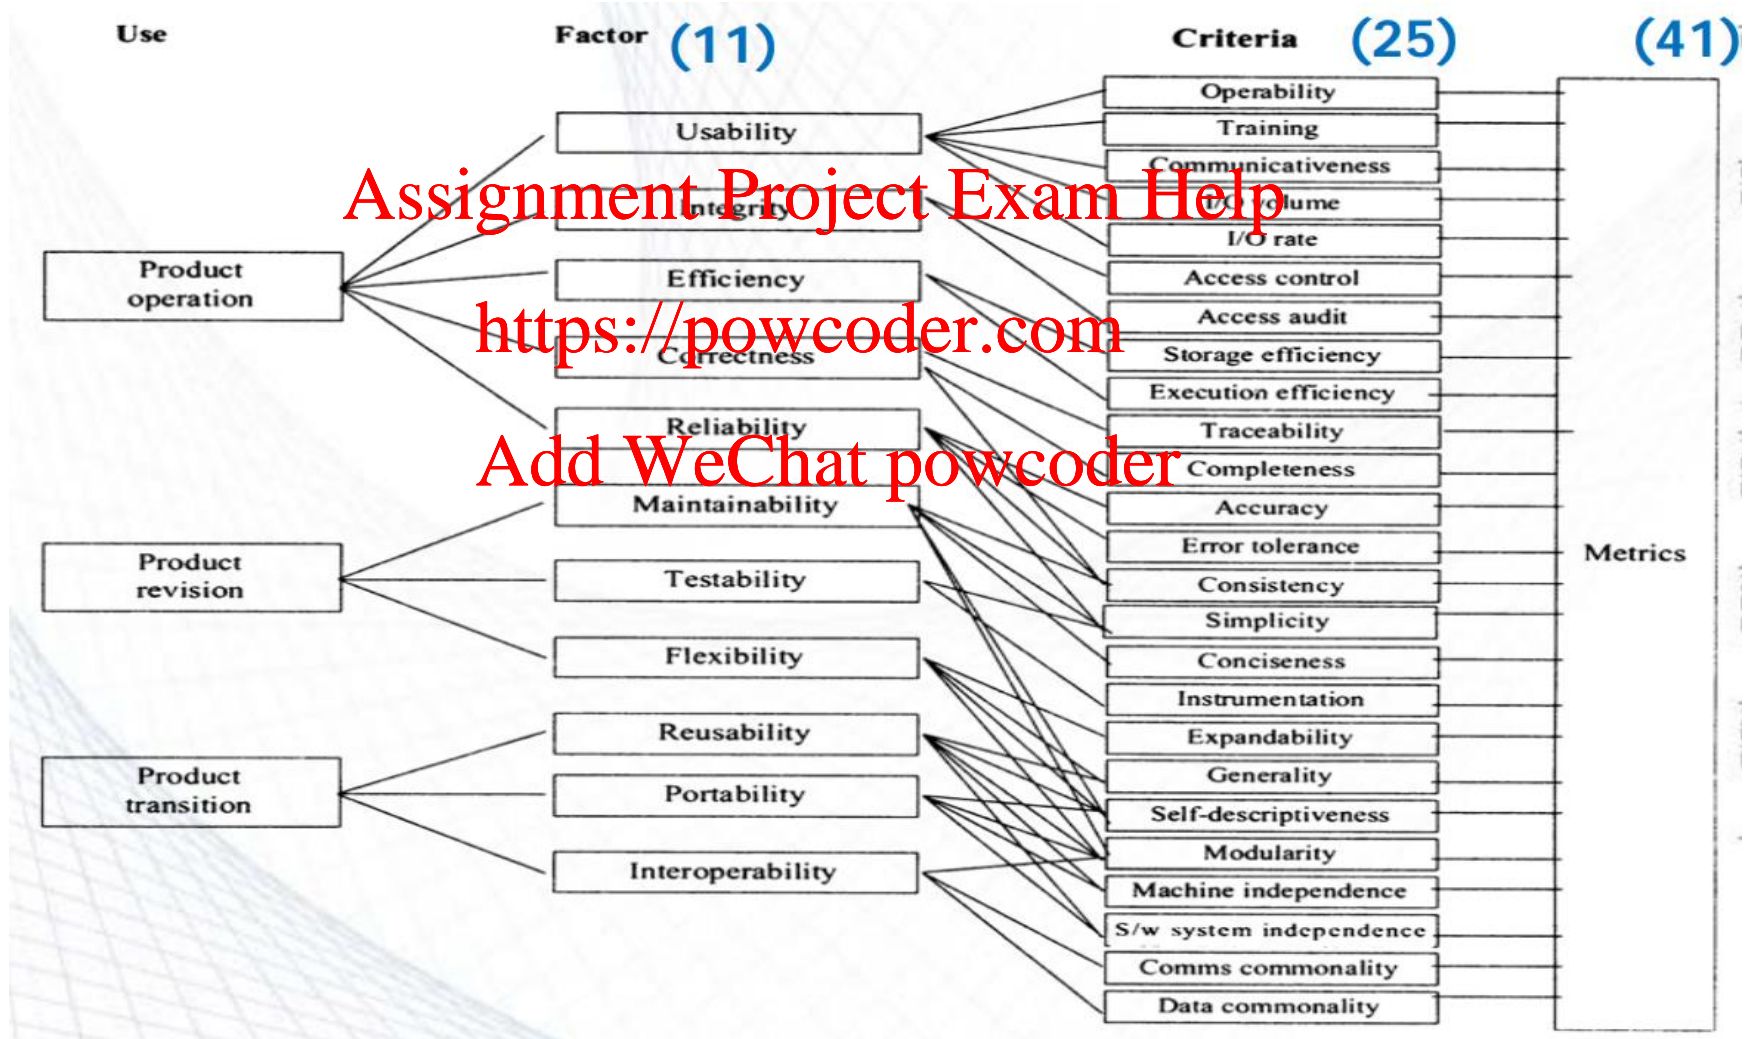 Use
Factor (11)
Criteria (25)
(41)
Product
operation
Product
revision
Product
transition
Usability
Integrity
Efficiency
Correctness
Reliability
Maintainability
Testability
Flexibility
Reusability
Portability
Interoperability
Operability
Training
Communicativeness
I/O volume
I/O rate
Access control
Access audit
Storage efficiency
Execution efficiency
Traceability
Completeness
Accuracy
Error tolerance
Consistency
Simplicity
Conciseness
Instrumentation
Expandability
Generality
Self-descriptiveness
Modularity
Machine independence
S/w system independence
Comms commonality
Data commonality
Metrics
Assignment Project Exam Help
https://powcoder.com
Add WeChat powcoder